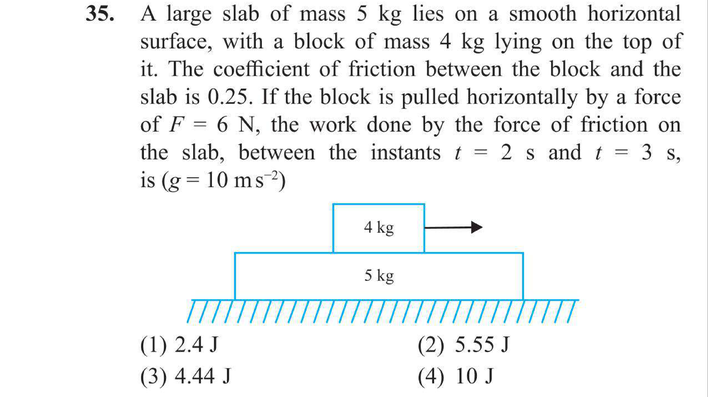 35. A large slab of mass 5 kg lies on a smooth horizontal
surface, with a block of mass 4 kg lying on the top of
it. The coefficient of friction between the block and the
slab is 0.25. If the block is pulled horizontally by a force
of F = 6 N, the work done by the force of friction on
the slab, between the instants t = 2 s and t = 3 s,
is (g = 10 m s⁻²)
4 kg
5 kg
(1) 2.4 J (2) 5.55 J
(3) 4.44 J (4) 10 J